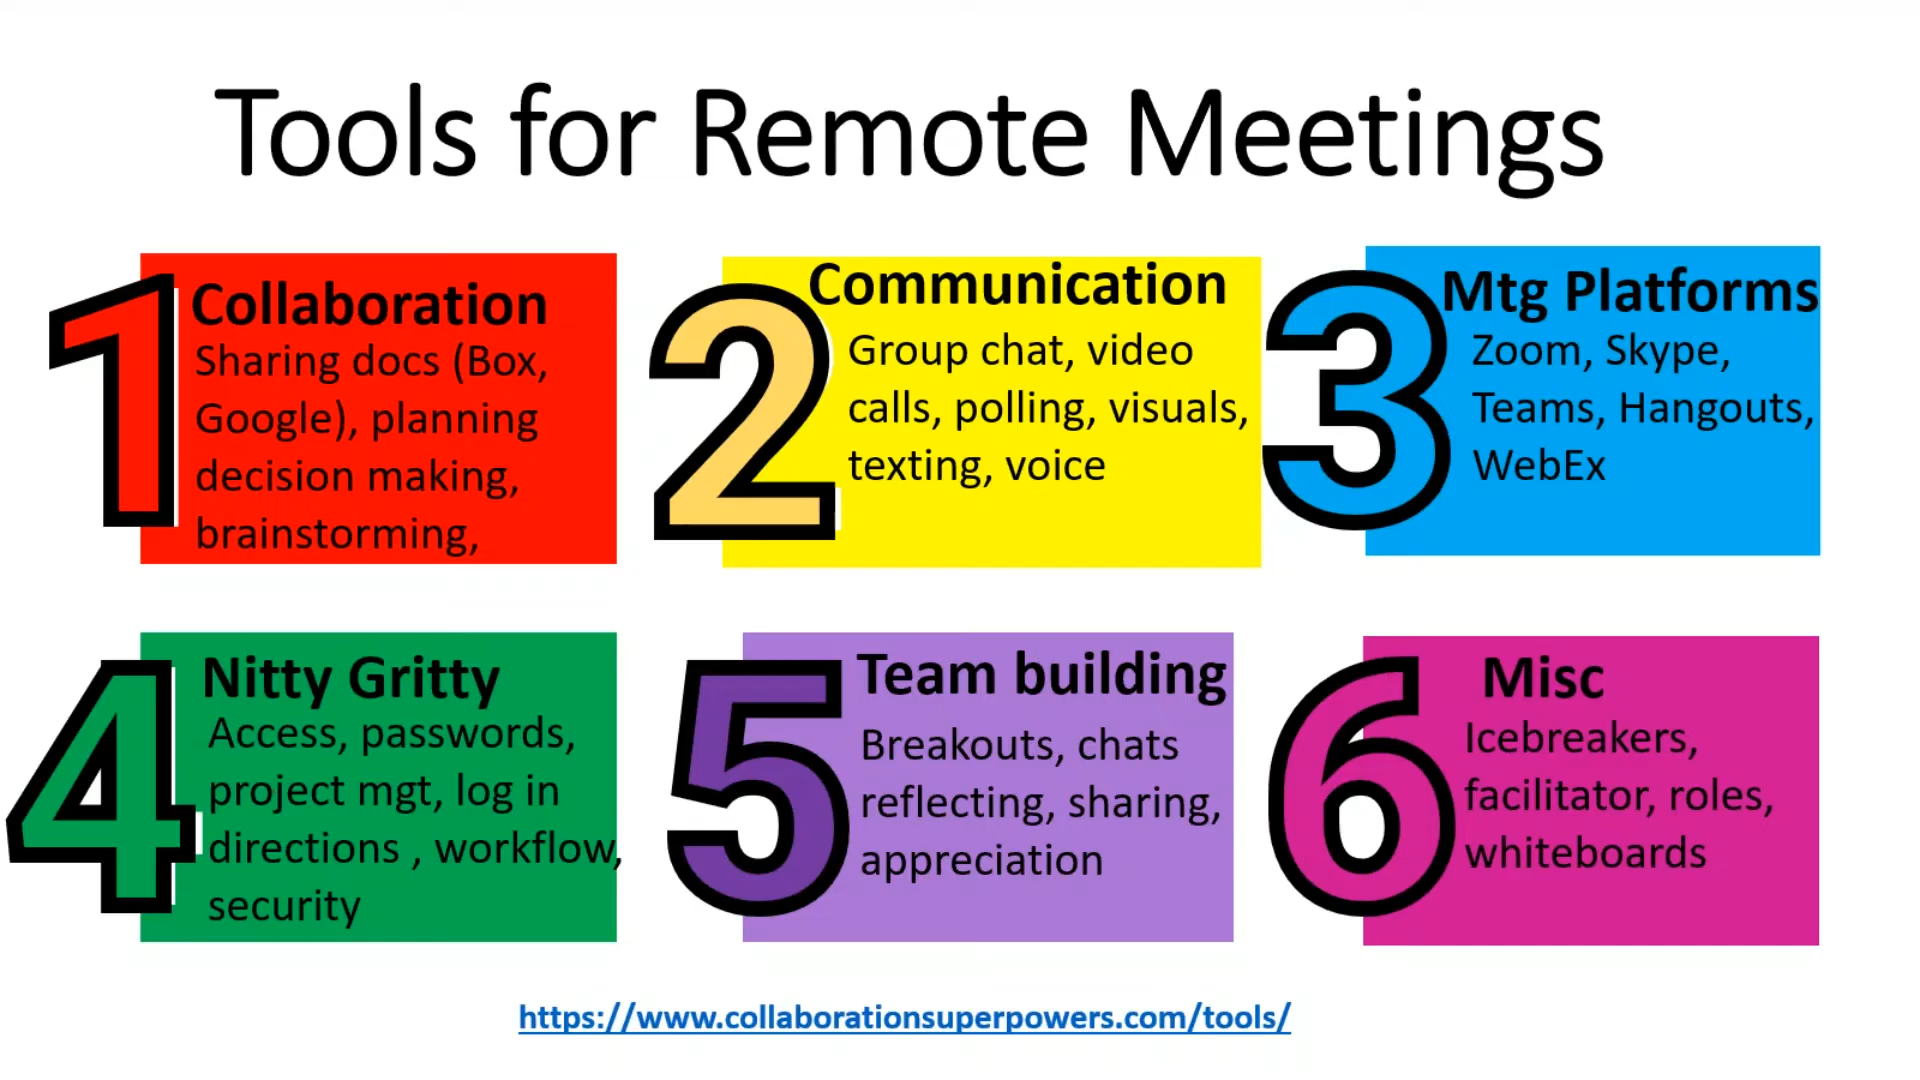 Tools for Remote Meetings
1
Collaboration
Sharing docs (Box,
Google), planning
decision making,
brainstorming,
2
Communication
Group chat, video
calls, polling, visuals,
texting, voice
3
Mtg Platforms
Zoom, Skype,
Teams, Hangouts,
WebEx
4
Nitty Gritty
Access, passwords,
project mgt, log in
directions , workflow,
security
5
Team building
Breakouts, chats
reflecting, sharing,
appreciation
6
Misc
Icebreakers,
facilitator, roles,
whiteboards
https://www.collaborationsuperpowers.com/tools/